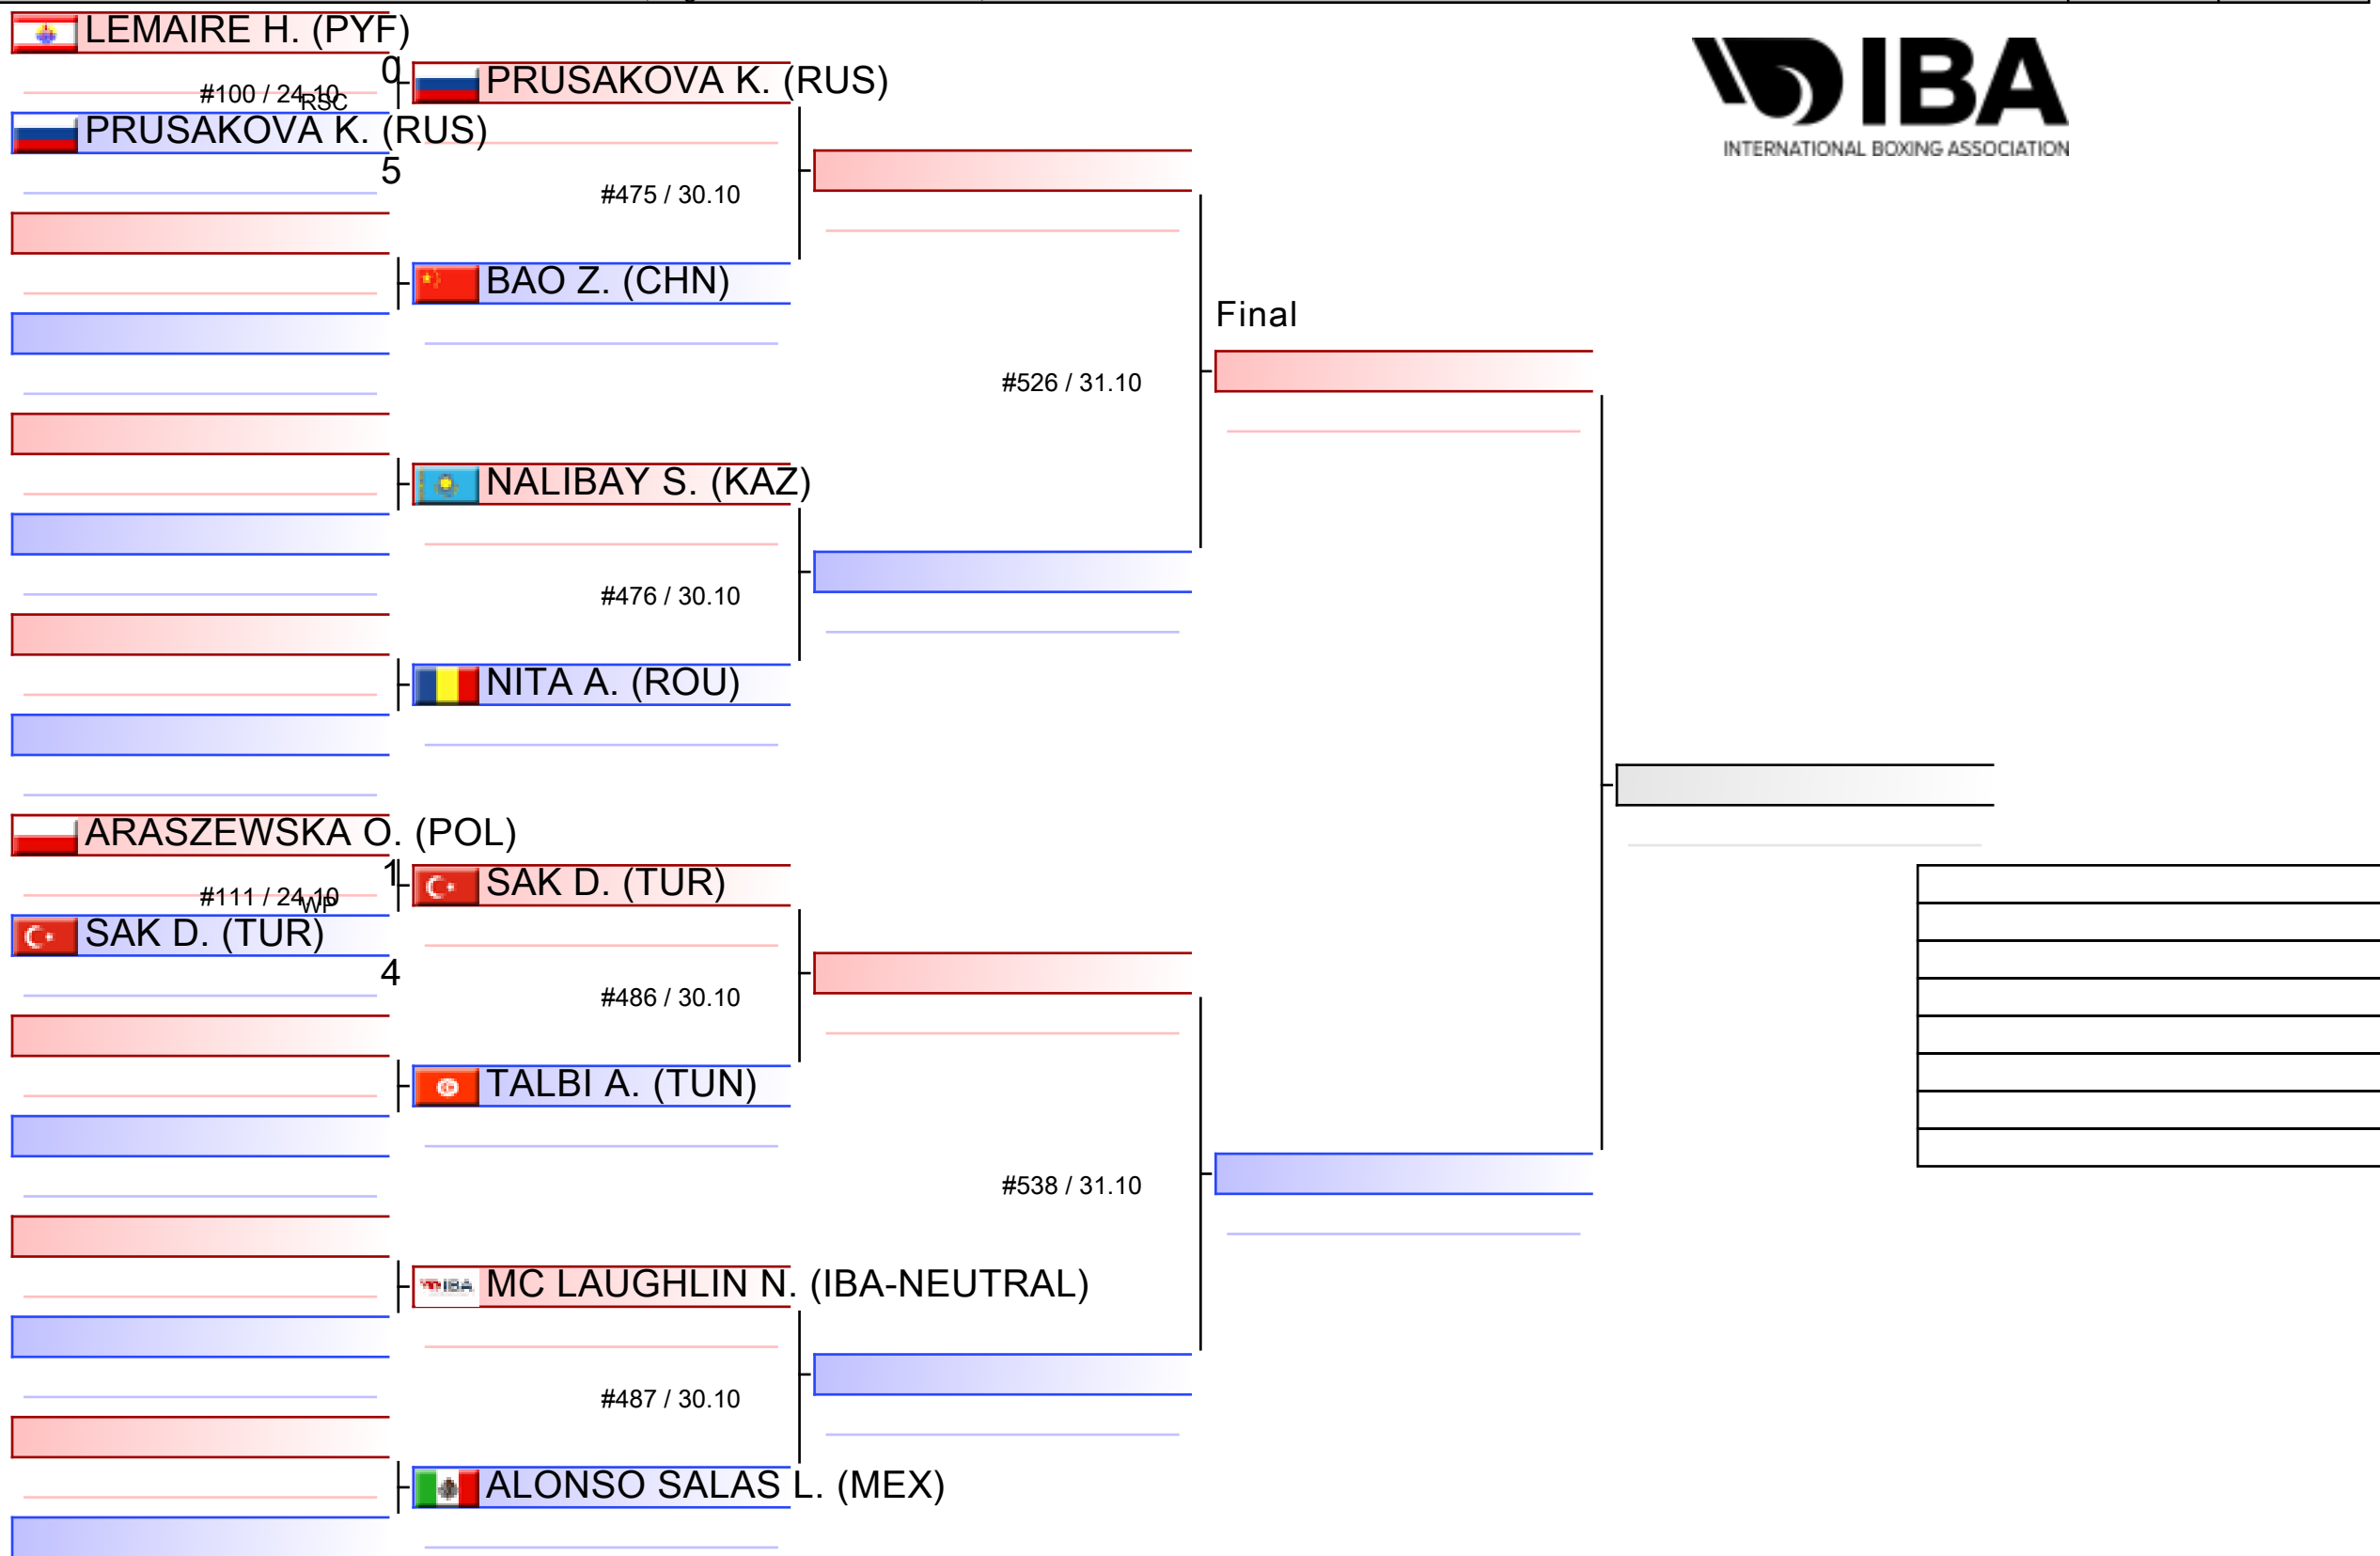 LEMAIRE H. (PYF)
0
#100 / 24.10
RSC
PRUSAKOVA K. (RUS)
5
PRUSAKOVA K. (RUS)
#475 / 30.10
BAO Z. (CHN)
NALIBAY S. (KAZ)
#476 / 30.10
NITA A. (ROU)
#526 / 31.10
Final
IBA
INTERNATIONAL BOXING ASSOCIATION
ARASZEWSKA O. (POL)
1
#111 / 24.10
WP
SAK D. (TUR)
4
SAK D. (TUR)
#486 / 30.10
TALBI A. (TUN)
#538 / 31.10
IBA
MC LAUGHLIN N. (IBA-NEUTRAL)
#487 / 30.10
ALONSO SALAS L. (MEX)